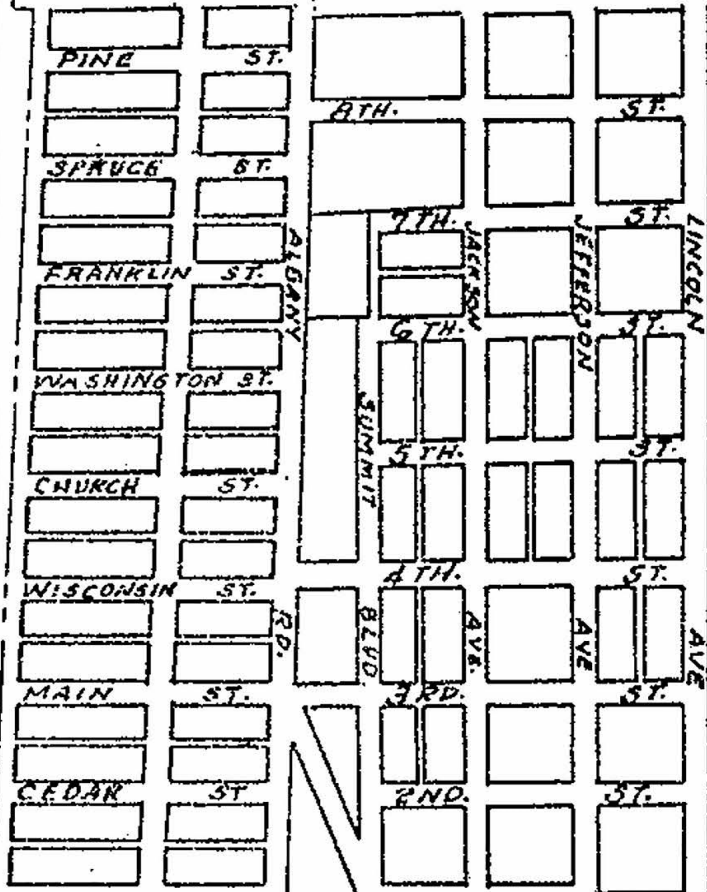 PINE ST.
8TH. ST.
SPRUCE ST.
7TH. ST.
FRANKLIN ST.
6TH. ST.
WASHINGTON ST.
5TH. ST.
CHURCH ST.
4TH. ST.
WISCONSIN ST.
MAIN ST.
3RD. ST.
CEDAR ST
2ND. ST.
ALBANY RD.
SUMMIT BLVD.
JACKSON AVE.
JEFFERSON AVE
LINCOLN AVE